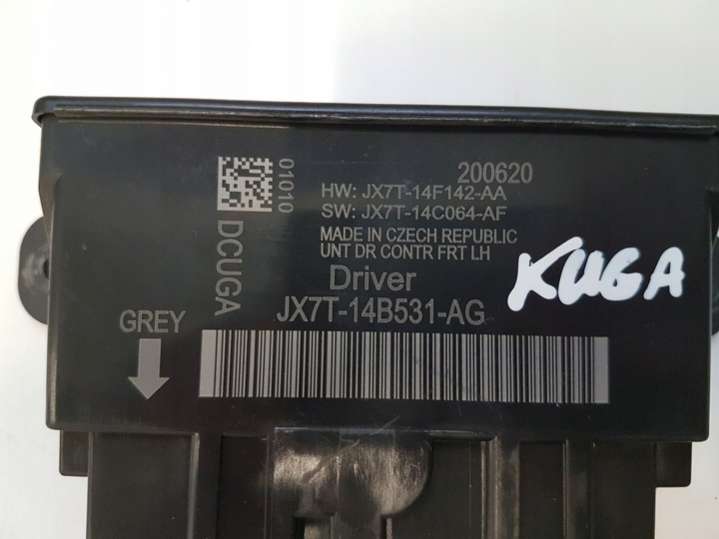 200620
01010
HW: JX7T-14F142-AA
SW: JX7T-14C064-AF
MADE IN CZECH REPUBLIC
UNT DR CONTR FRT LH
DCUGA
Driver
KUGA
JX7T-14B531-AG
GREY